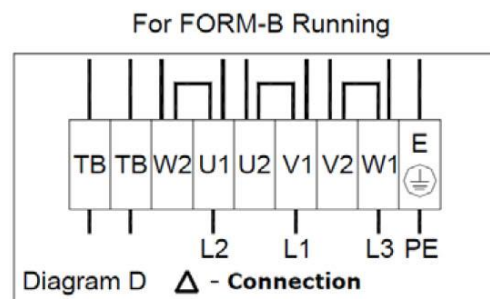 For FORM-B Running
TB TB W2 U1 U2 V1 V2 W1 E
L2 L1 L3 PE
Diagram D Δ - Connection